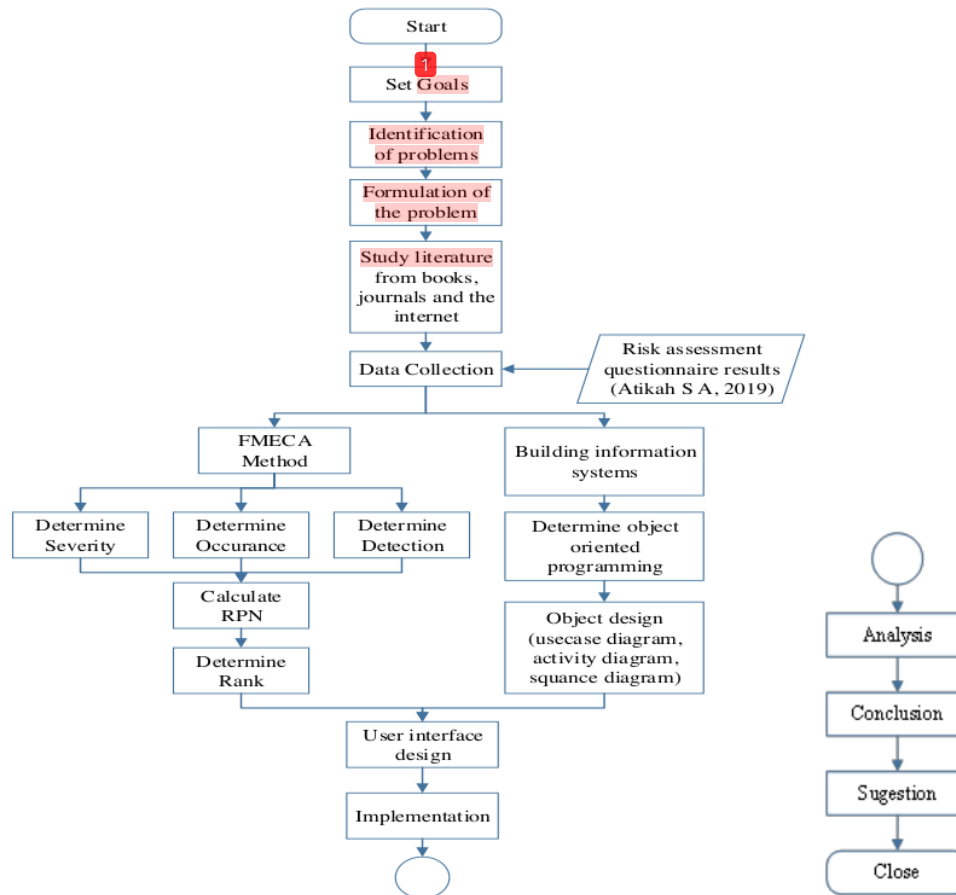 Start
1
Set Goals
Identification
of problems
Formulation of
the problem
Study literature
from books,
journals and the
internet
Data Collection
Risk assessment
questionnaire results
(Atikah S A, 2019)
FMECA
Method
Determine
Severity
Determine
Occurance
Determine
Detection
Calculate
RPN
Determine
Rank
Building information
systems
Determine object
oriented
programming
Object design
(usecase diagram,
activity diagram,
squance diagram)
User interface
design
Implementation
Analysis
Conclusion
Sugestion
Close